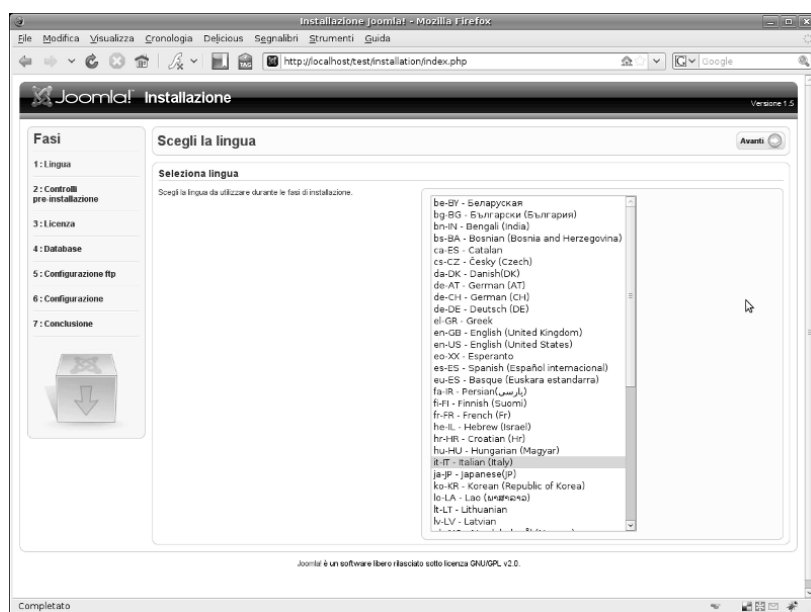 Installazione Joomla! - Mozilla Firefox
File Modifica Visualizza Cronologia Delicious Segnalibri Strumenti Guida
http://localhost/test/installation/index.php
Google
Joomla! Installazione
Versione 1.5
Fasi
1 : Lingua
2 : Controlli
pre-installazione
3 : Licenza
4 : Database
5 : Configurazione ftp
6 : Configurazione
7 : Conclusione
Scegli la lingua
Avanti
Seleziona lingua
Scegli la lingua da utilizzare durante le fasi di installazione.
be-BY - Беларуская
bg-BG - Български (България)
bn-IN - Bengali (India)
bs-BA - Bosnian (Bosnia and Herzegovina)
ca-ES - Catalan
cs-CZ - Česky (Czech)
da-DK - Danish(DK)
de-AT - German (AT)
de-CH - German (CH)
de-DE - Deutsch (DE)
el-GR - Greek
en-GB - English (United Kingdom)
en-US - English (United States)
eo-XX - Esperanto
es-ES - Spanish (Español internacional)
eu-ES - Basque (Euskara estandarra)
fa-IR - Persian(پارسی)
fi-FI - Finnish (Suomi)
fr-FR - French (Fr)
he-IL - Hebrew (Israel)
hr-HR - Croatian (Hr)
hu-HU - Hungarian (Magyar)
it-IT - Italian (Italy)
ja-JP - Japanese(JP)
ko-KR - Korean (Republic of Korea)
lo-LA - Lao (ພາສາລາວ)
lt-LT - Lithuanian
lv-LV - Latvian
Joomla! è un software libero rilasciato sotto licenza GNU/GPL v2.0.
Completato